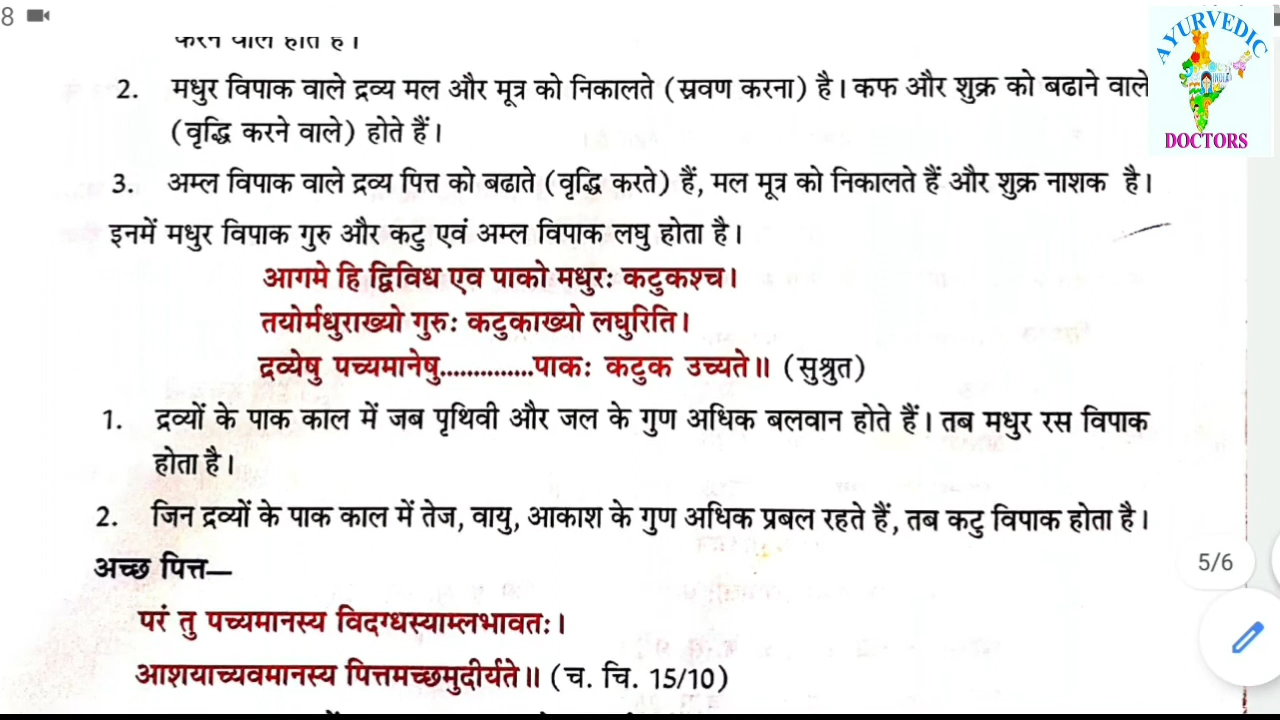 8
AYURVEDIC
INDIA
DOCTORS
करने वाले होते हैं।
2. मधुर विपाक वाले द्रव्य मल और मूत्र को निकालते (स्रवण करना) है। कफ और शुक्र को बढाने वाले
(वृद्धि करने वाले) होते हैं।
3. अम्ल विपाक वाले द्रव्य पित्त को बढाते (वृद्धि करते) हैं, मल मूत्र को निकालते हैं और शुक्र नाशक है।
इनमें मधुर विपाक गुरु और कटु एवं अम्ल विपाक लघु होता है।
आगमे हि द्विविध एव पाको मधुरः कटुकश्च।
तयोर्मधुराख्यो गुरुः कटुकाख्यो लघुरिति।
द्रव्येषु पच्यमानेषु..............पाकः कटुक उच्यते॥ (सुश्रुत)
1. द्रव्यों के पाक काल में जब पृथिवी और जल के गुण अधिक बलवान होते हैं। तब मधुर रस विपाक
होता है।
2. जिन द्रव्यों के पाक काल में तेज, वायु, आकाश के गुण अधिक प्रबल रहते हैं, तब कटु विपाक होता है।
अच्छ पित्त—
5/6
परं तु पच्यमानस्य विदग्धस्याम्लभावतः।
आशयाच्यवमानस्य पित्तमच्छमुदीर्यते॥ (च. चि. 15/10)